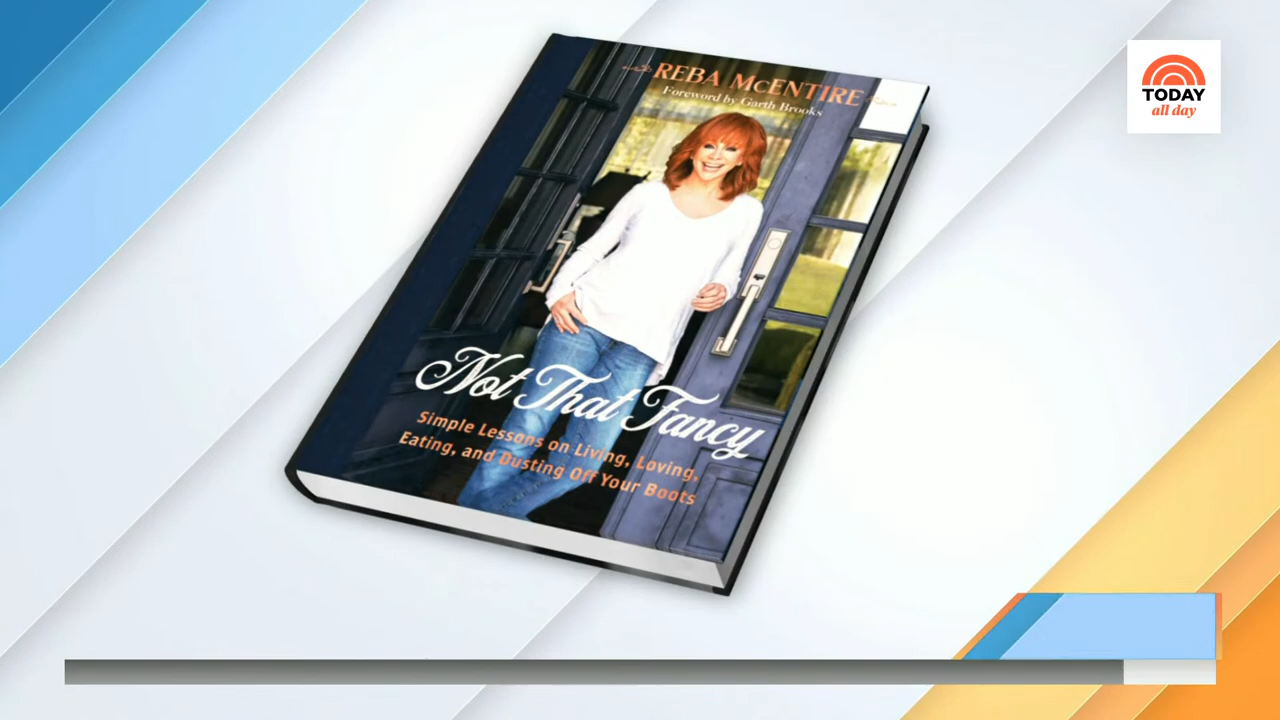 REBA McENTIRE
Foreword by Garth Brooks
TODAY
all day
Not That Fancy
Simple Lessons on Living, Loving,
Eating, and Dusting Off Your Boots